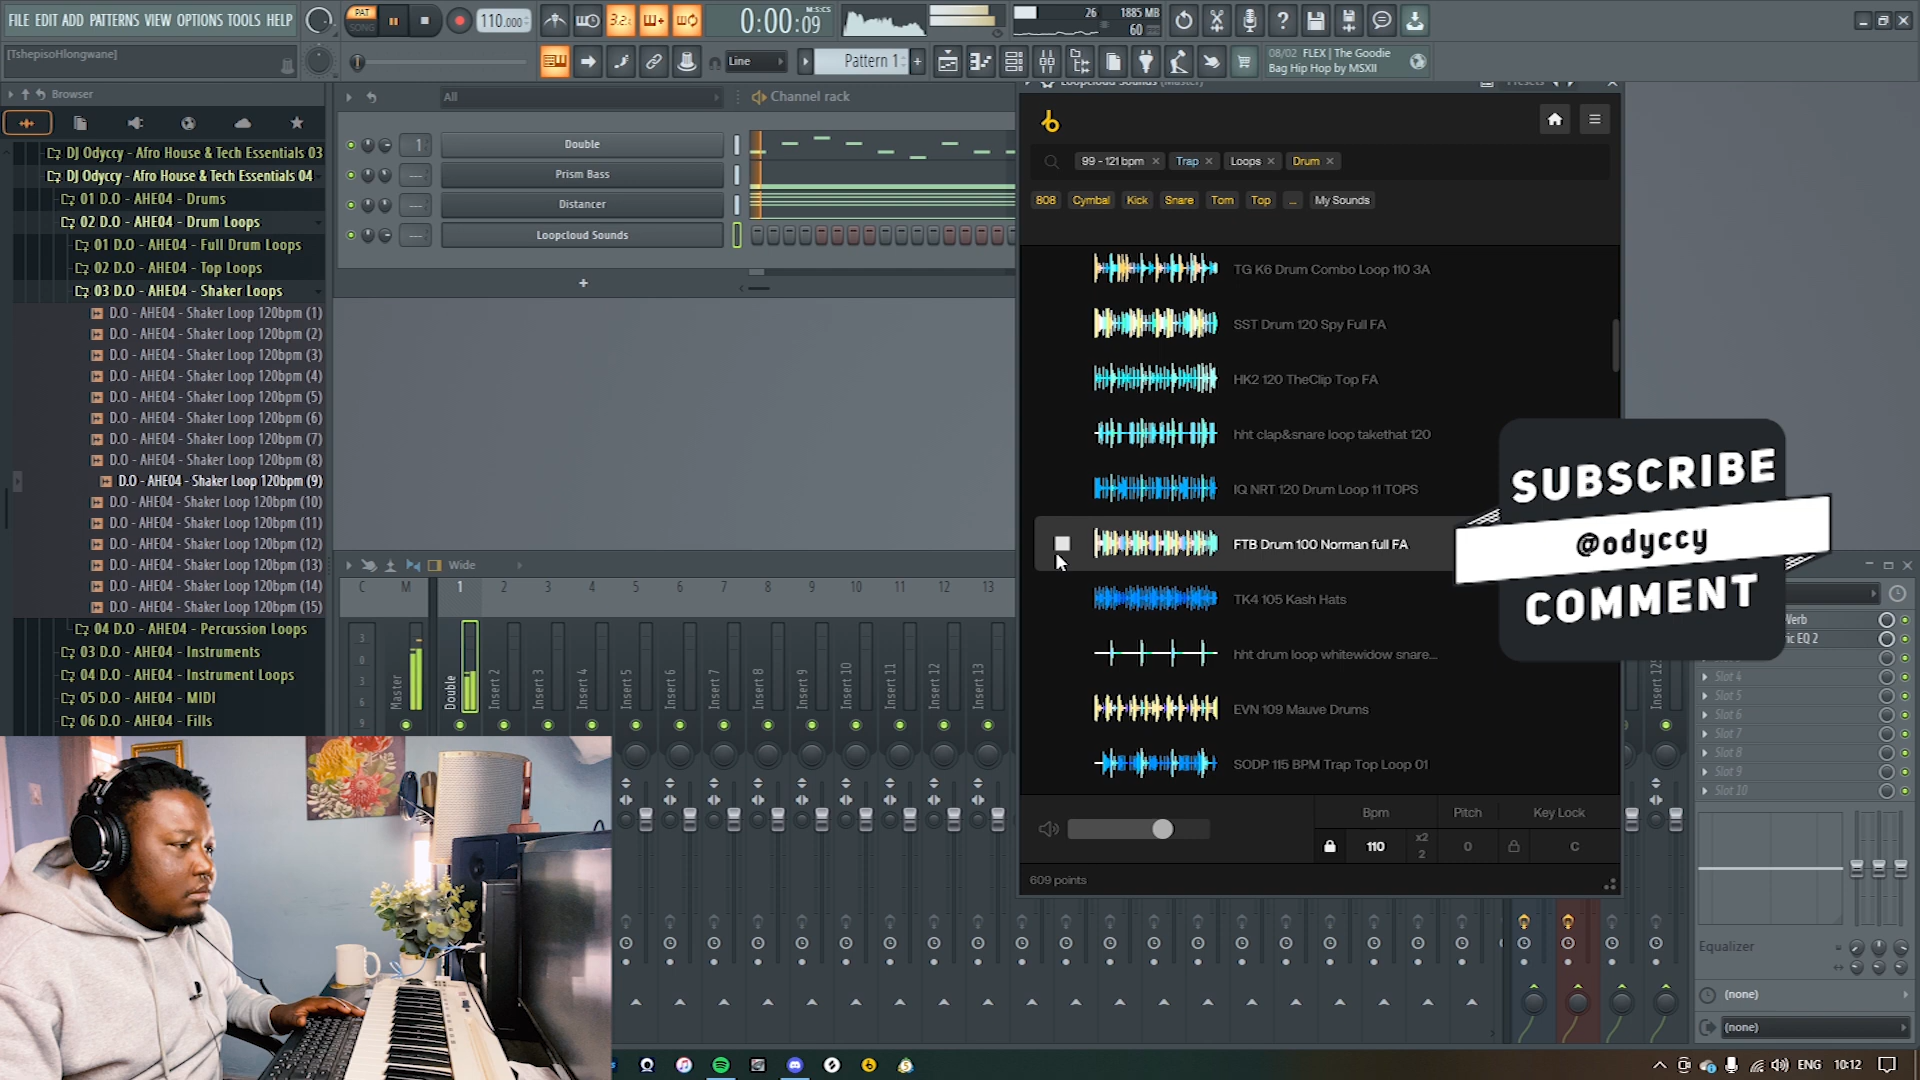 FILE EDIT ADD PATTERNS VIEW OPTIONS TOOLS HELP
PAT
SONG
110.000
3.2
0:00:09
M:S:CS
26
1885 MB
60
[TshepisoHlongwane]
Line
Pattern 1
08/02 FLEX | The Goodie
Bag Hip Hop by MSXII
Browser
All
Channel rack
Loopcloud Sounds (Master)
Presets
DJ Odyccy - Afro House & Tech Essentials 03
DJ Odyccy - Afro House & Tech Essentials 04
01 D.O - AHE04 - Drums
02 D.O - AHE04 - Drum Loops
01 D.O - AHE04 - Full Drum Loops
02 D.O - AHE04 - Top Loops
03 D.O - AHE04 - Shaker Loops
D.O - AHE04 - Shaker Loop 120bpm (1)
D.O - AHE04 - Shaker Loop 120bpm (2)
D.O - AHE04 - Shaker Loop 120bpm (3)
D.O - AHE04 - Shaker Loop 120bpm (4)
D.O - AHE04 - Shaker Loop 120bpm (5)
D.O - AHE04 - Shaker Loop 120bpm (6)
D.O - AHE04 - Shaker Loop 120bpm (7)
D.O - AHE04 - Shaker Loop 120bpm (8)
D.O - AHE04 - Shaker Loop 120bpm (9)
D.O - AHE04 - Shaker Loop 120bpm (10)
D.O - AHE04 - Shaker Loop 120bpm (11)
D.O - AHE04 - Shaker Loop 120bpm (12)
D.O - AHE04 - Shaker Loop 120bpm (13)
D.O - AHE04 - Shaker Loop 120bpm (14)
D.O - AHE04 - Shaker Loop 120bpm (15)
04 D.O - AHE04 - Percussion Loops
03 D.O - AHE04 - Instruments
04 D.O - AHE04 - Instrument Loops
05 D.O - AHE04 - MIDI
06 D.O - AHE04 - Fills
1 Double
--- Prism Bass
--- Distancer
--- Loopcloud Sounds
+
99 - 121 bpm × Trap × Loops × Drum ×
808 Cymbal Kick Snare Tom Top ... My Sounds
TG K6 Drum Combo Loop 110 3A
SST Drum 120 Spy Full FA
HK2 120 TheClip Top FA
hht clap&snare loop takethat 120
IQ NRT 120 Drum Loop 11 TOPS
FTB Drum 100 Norman full FA
TK4 105 Kash Hats
hht drum loop whitewidow snare...
EVN 109 Mauve Drums
SODP 115 BPM Trap Top Loop 01
Bpm Pitch Key Lock
110 x2 2 0 C
609 points
SUBSCRIBE
@odyccy
COMMENT
Wide
C M 1 2 3 4 5 6 7 8 9 10 11 12 13
3
0
3
6
9
Master
Double
Insert 2
Insert 3
Insert 4
Insert 5
Insert 6
Insert 7
Insert 8
Insert 9
Insert 10
Insert 11
Insert 12
Insert 13
EQ 2
Slot 4
Slot 5
Slot 6
Slot 7
Slot 8
Slot 9
Slot 10
Equalizer
(none)
(none)
ENG
10:12